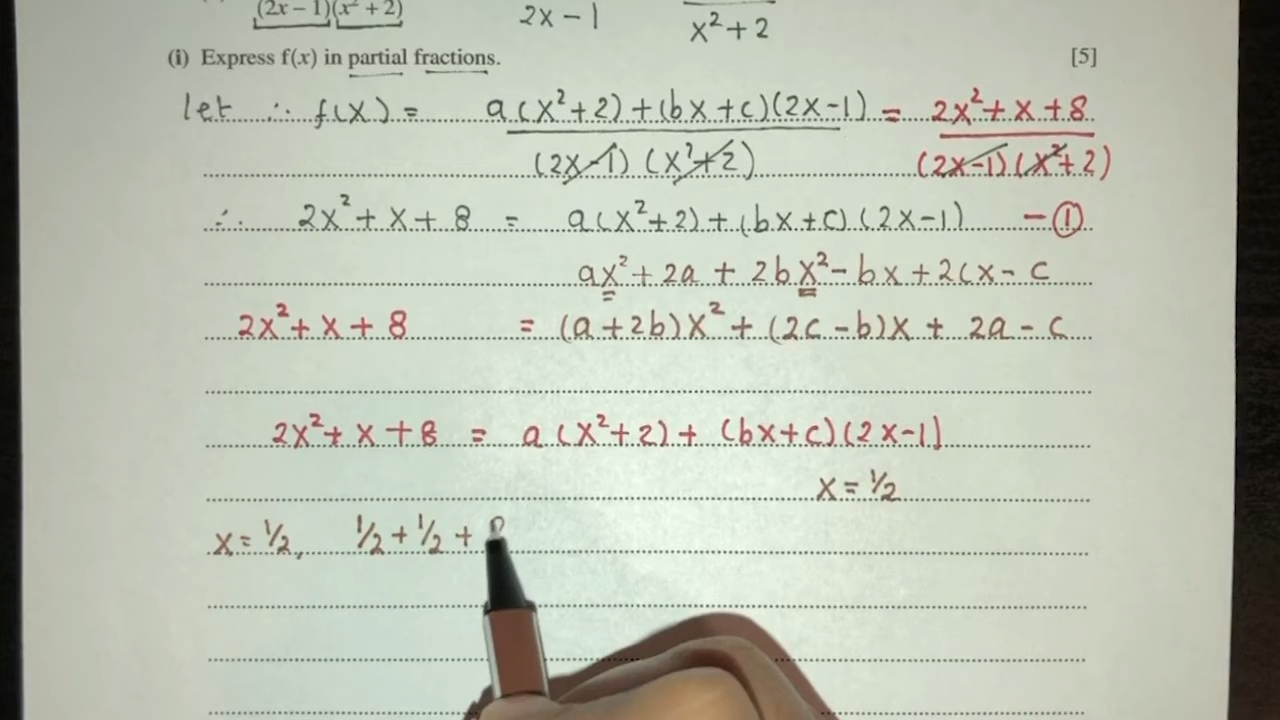 (2x − 1)(x² + 2) 2x − 1 x² + 2
(i) Express f(x) in partial fractions. [5]
let ∴ f(x) = a(x²+2)+(bx+c)(2x−1) = 2x²+x+8
(2x−1)(x²+2) (2x−1)(x²+2)
∴ 2x²+x+8 = a(x²+2)+(bx+c)(2x−1) −①
ax²+2a+2bx²−bx+2cx−c
2x²+x+8 = (a+2b)x²+(2c−b)x+2a−c
2x²+x+8 = a(x²+2)+(bx+c)(2x−1)
x=½
x=½, ½+½+